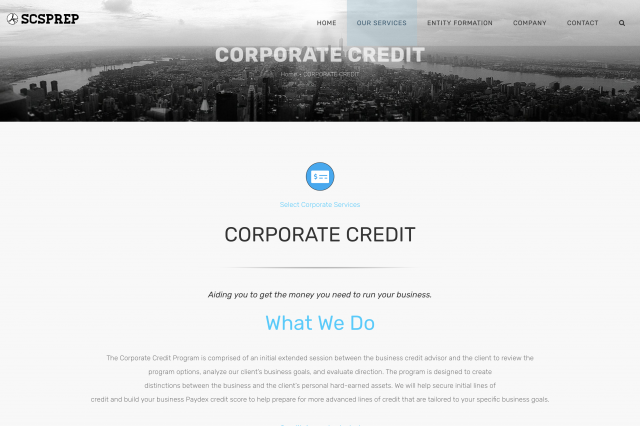 SCSPREP
HOME OUR SERVICES ENTITY FORMATION COMPANY CONTACT
CORPORATE CREDIT
Home » CORPORATE CREDIT
$
Select Corporate Services
CORPORATE CREDIT
Aiding you to get the money you need to run your business.
What We Do
The Corporate Credit Program is comprised of an initial extended session between the business credit advisor and the client to review the
program options, analyze our client's business goals, and evaluate direction. The program is designed to create
distinctions between the business and the client's personal hard-earned assets. We will help secure initial lines of
credit and build your business Paydex credit score to help prepare for more advanced lines of credit that are tailored to your specific business goals.